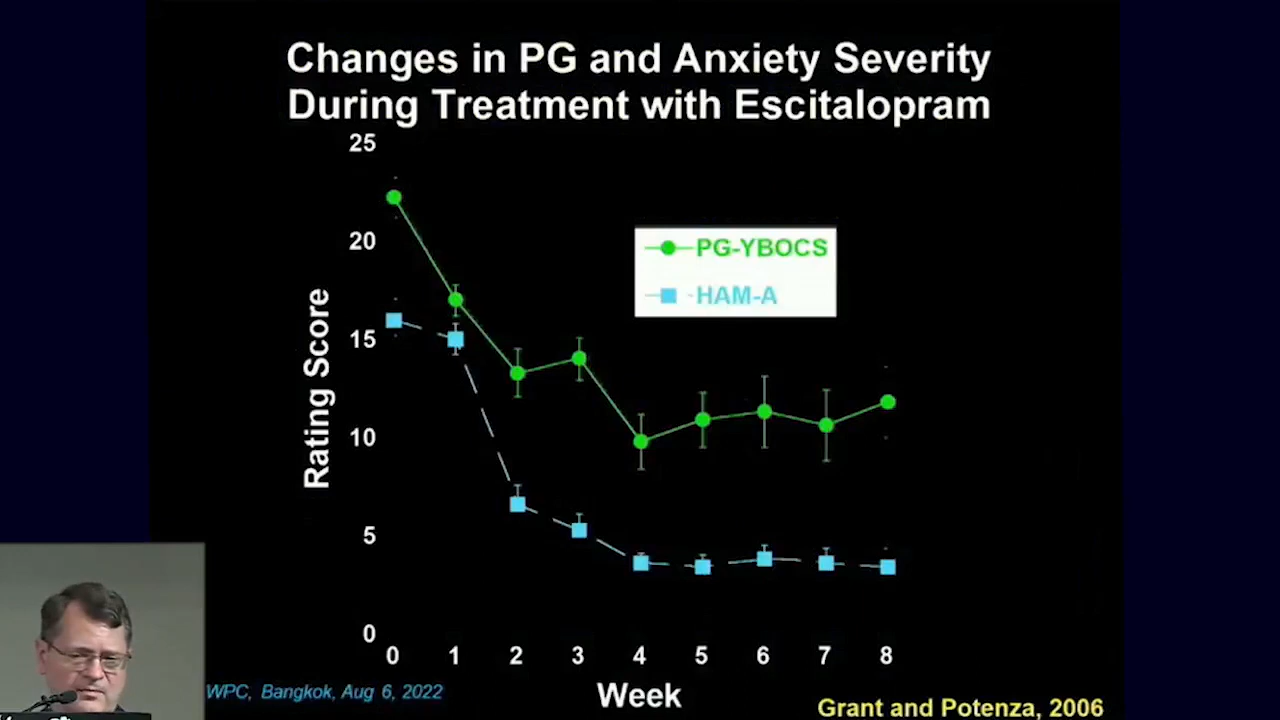 Changes in PG and Anxiety Severity
During Treatment with Escitalopram
25
20
15
10
5
0
Rating Score
PG-YBOCS
HAM-A
0 1 2 3 4 5 6 7 8
Week
WPC, Bangkok, Aug 6, 2022
Grant and Potenza, 2006